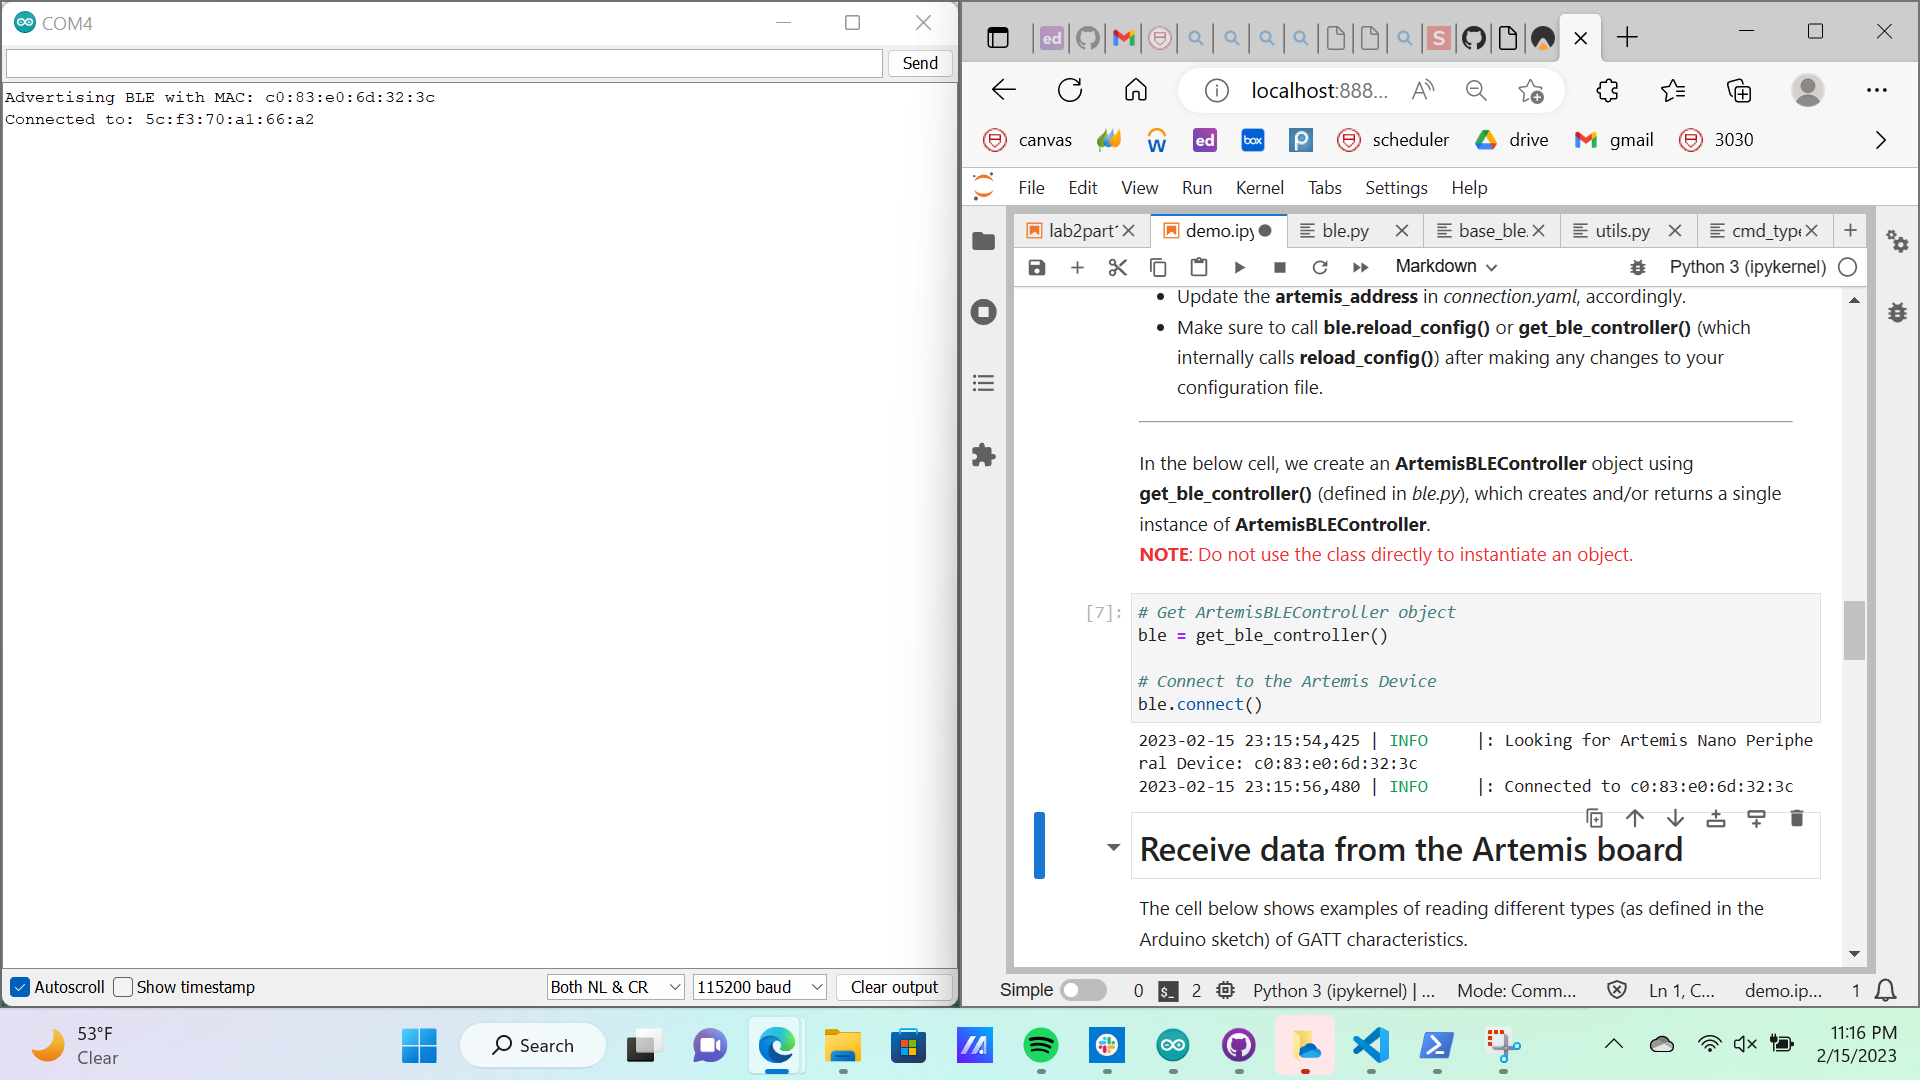 COM4
Send
Advertising BLE with MAC: c0:83:e0:6d:32:3c
Connected to: 5c:f3:70:a1:66:a2
Autoscroll
Show timestamp
Both NL & CR
115200 baud
Clear output
ed
S
localhost:888...
canvas
W
ed
box
P
scheduler
drive
gmail
3030
File Edit View Run Kernel Tabs Settings Help
lab2part1
demo.ipy
ble.py
base_ble.
utils.py
cmd_type
Markdown
Python 3 (ipykernel)
• Update the artemis_address in connection.yaml, accordingly.
• Make sure to call ble.reload_config() or get_ble_controller() (which
internally calls reload_config()) after making any changes to your
configuration file.
In the below cell, we create an ArtemisBLEController object using
get_ble_controller() (defined in ble.py), which creates and/or returns a single
instance of ArtemisBLEController.
NOTE: Do not use the class directly to instantiate an object.
[7]:
# Get ArtemisBLEController object
ble = get_ble_controller()
# Connect to the Artemis Device
ble.connect()
2023-02-15 23:15:54,425 | INFO     |: Looking for Artemis Nano Periphe
ral Device: c0:83:e0:6d:32:3c
2023-02-15 23:15:56,480 | INFO     |: Connected to c0:83:e0:6d:32:3c
Receive data from the Artemis board
The cell below shows examples of reading different types (as defined in the
Arduino sketch) of GATT characteristics.
Simple
0
$_
2
Python 3 (ipykernel) | ...
Mode: Comm...
Ln 1, C...
demo.ip...
1
53°F
Clear
Search
11:16 PM
2/15/2023